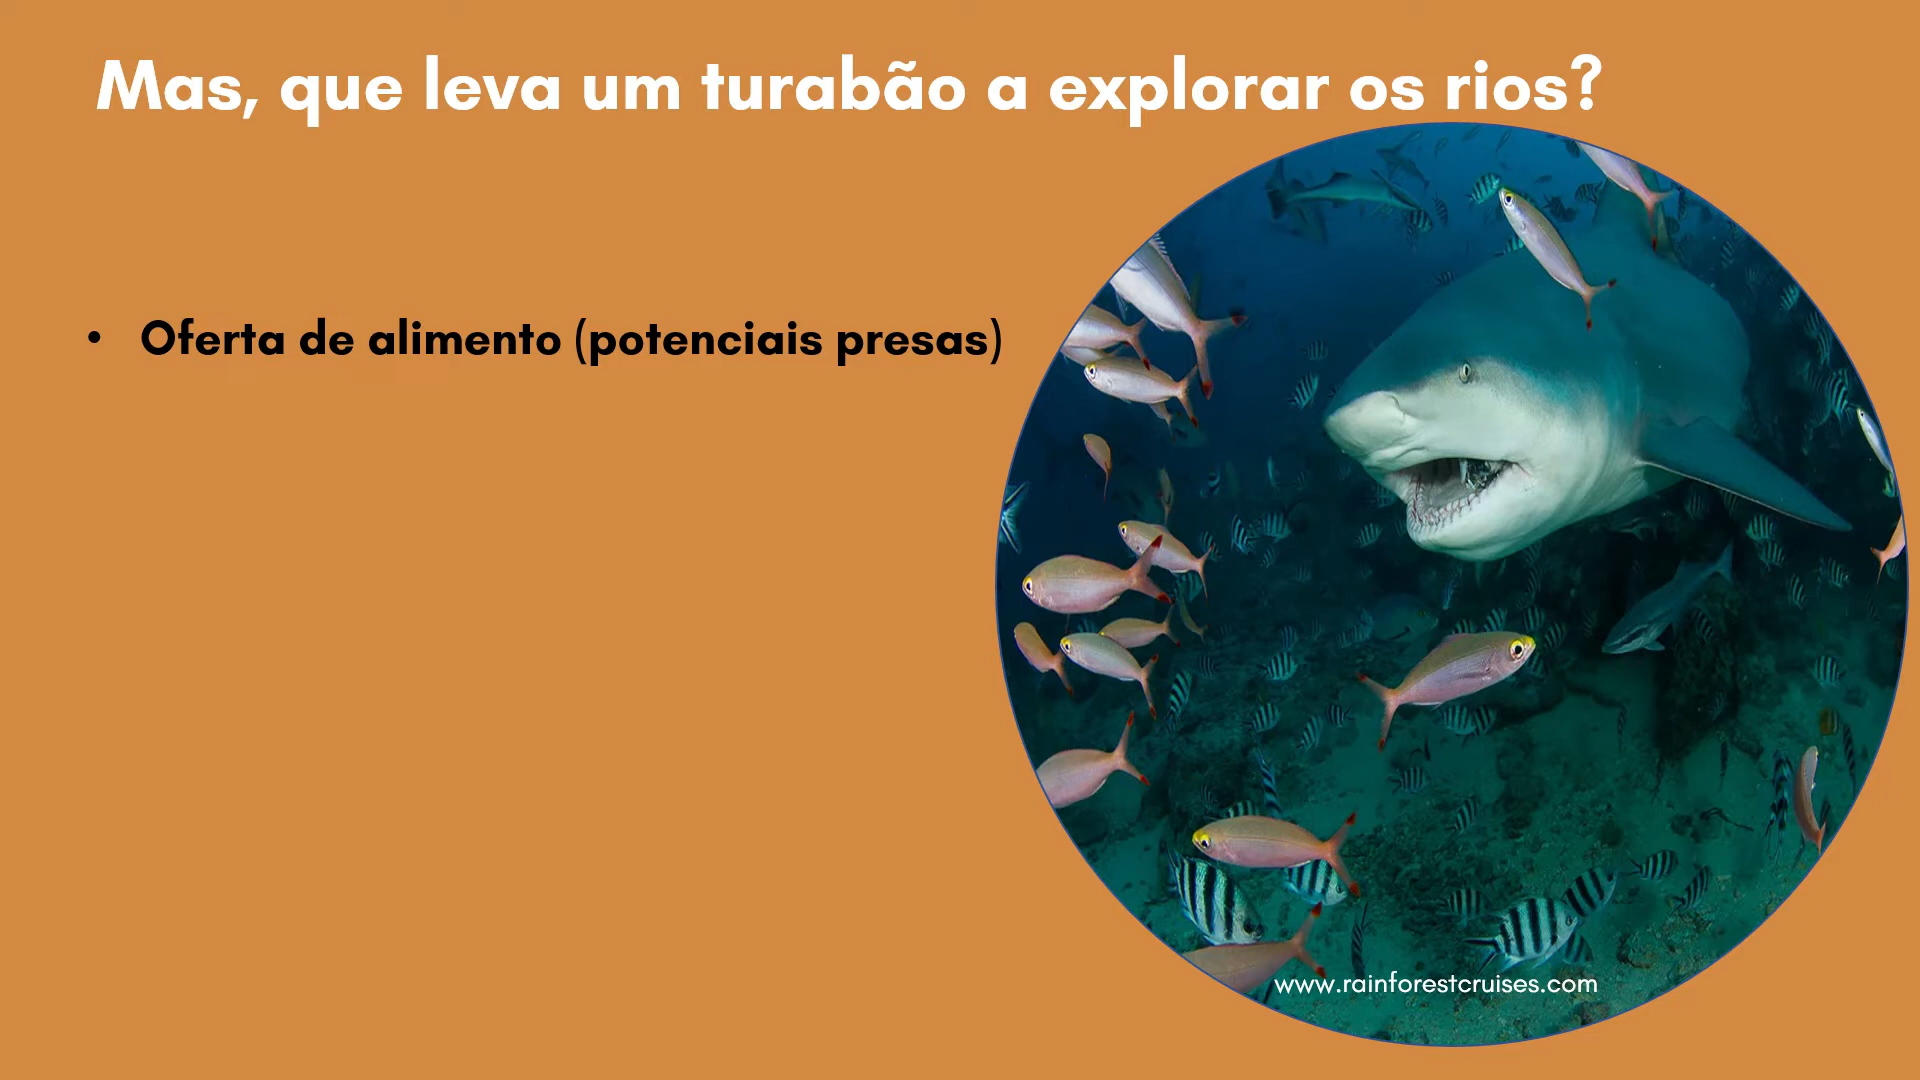 Mas, que leva um turabão a explorar os rios?
• Oferta de alimento (potenciais presas)
www.rainforestcruises.com